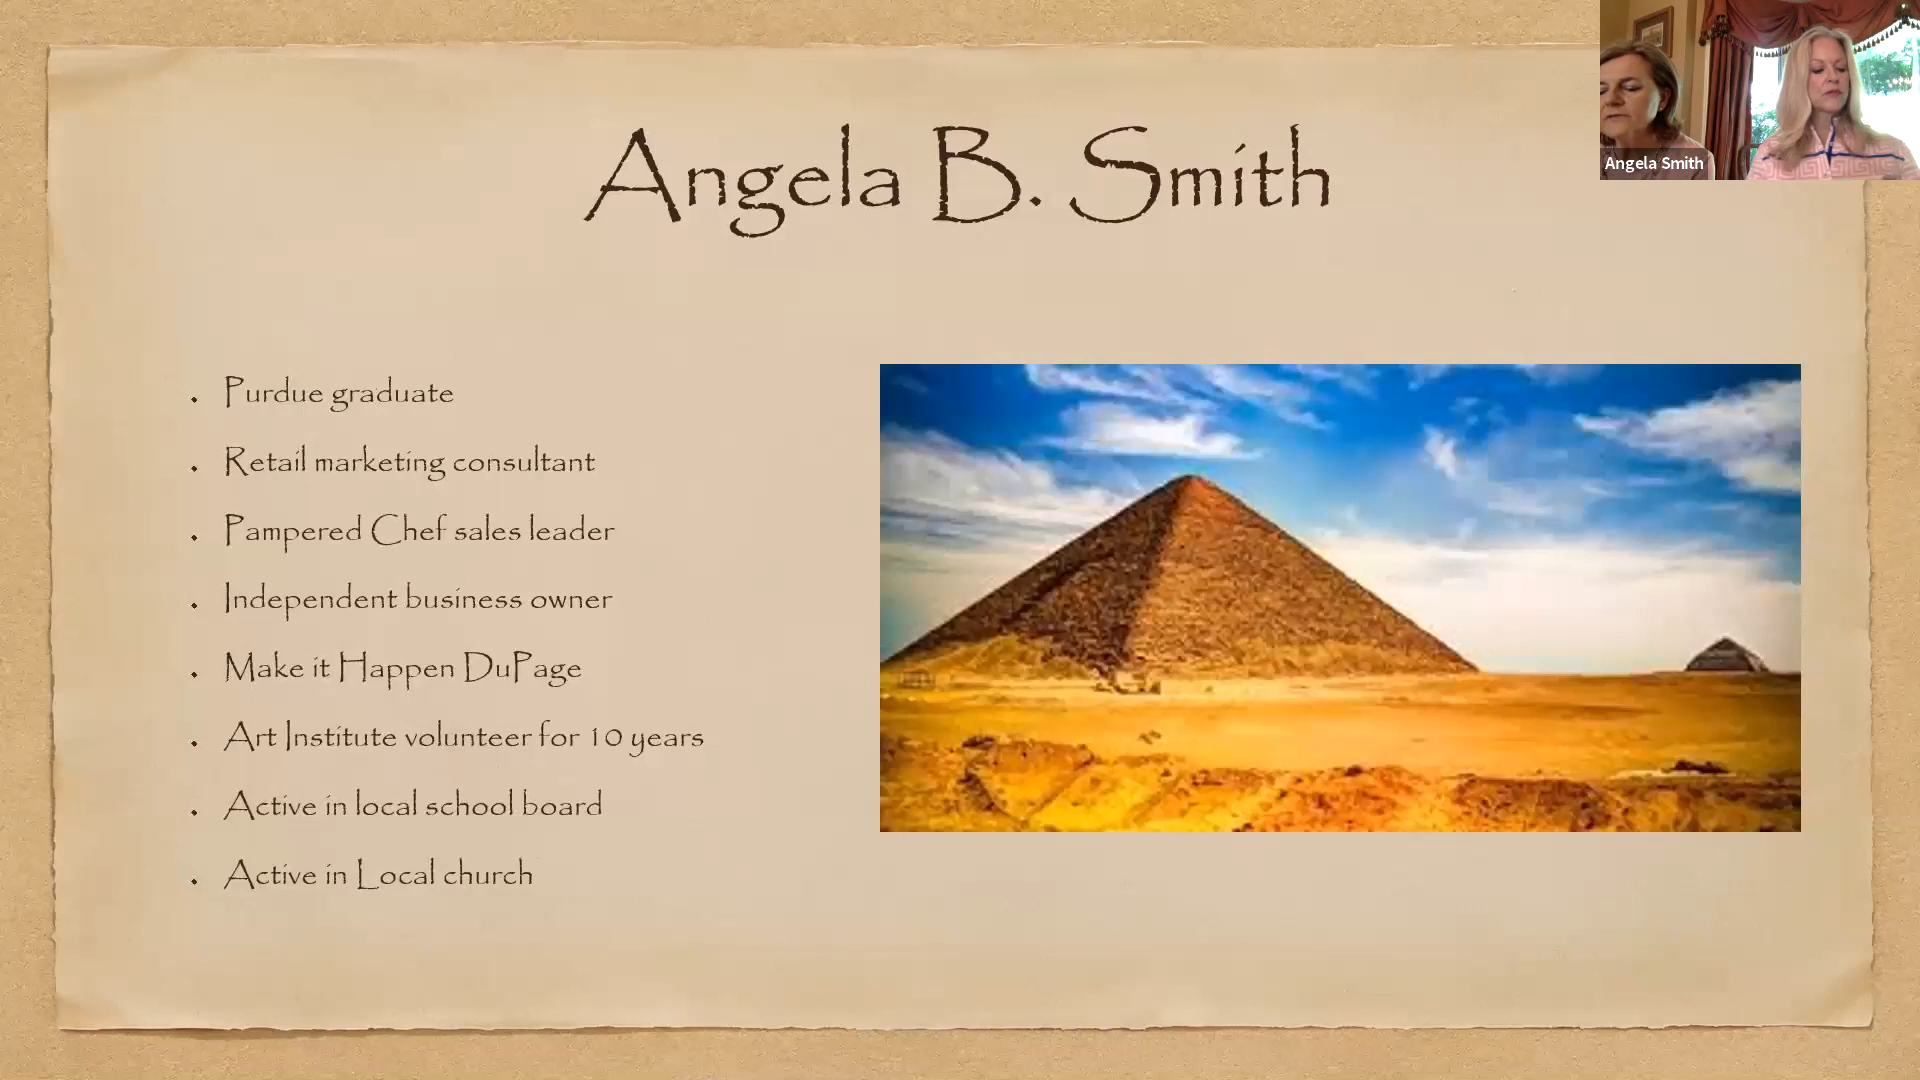 Angela B. Smith
Angela Smith
. Purdue graduate
. Retail marketing consultant
. Pampered Chef sales leader
. Independent business owner
. Make it Happen DuPage
. Art Institute volunteer for 10 years
. Active in local school board
. Active in Local church